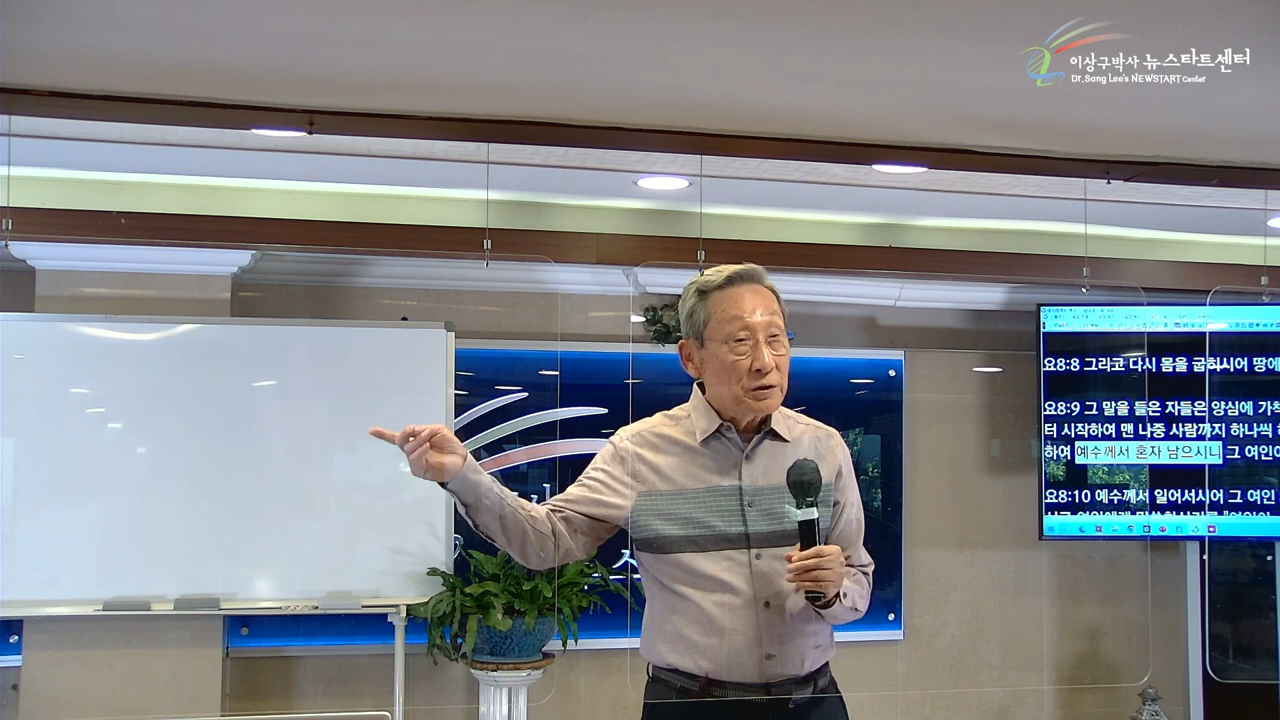 이상구박사 뉴스타트센터
Dr. Sang Lee's NEWSTART Center
요8:8 그리고 다시 몸을 굽히시어 땅에
요8:9 그 말을 들은 자들은 양심에 가책
터 시작하여 맨 나중 사람까지 하나씩
하여 예수께서 혼자 남으시니 그 여인이
요8:10 예수께서 일어서시어 그 여인